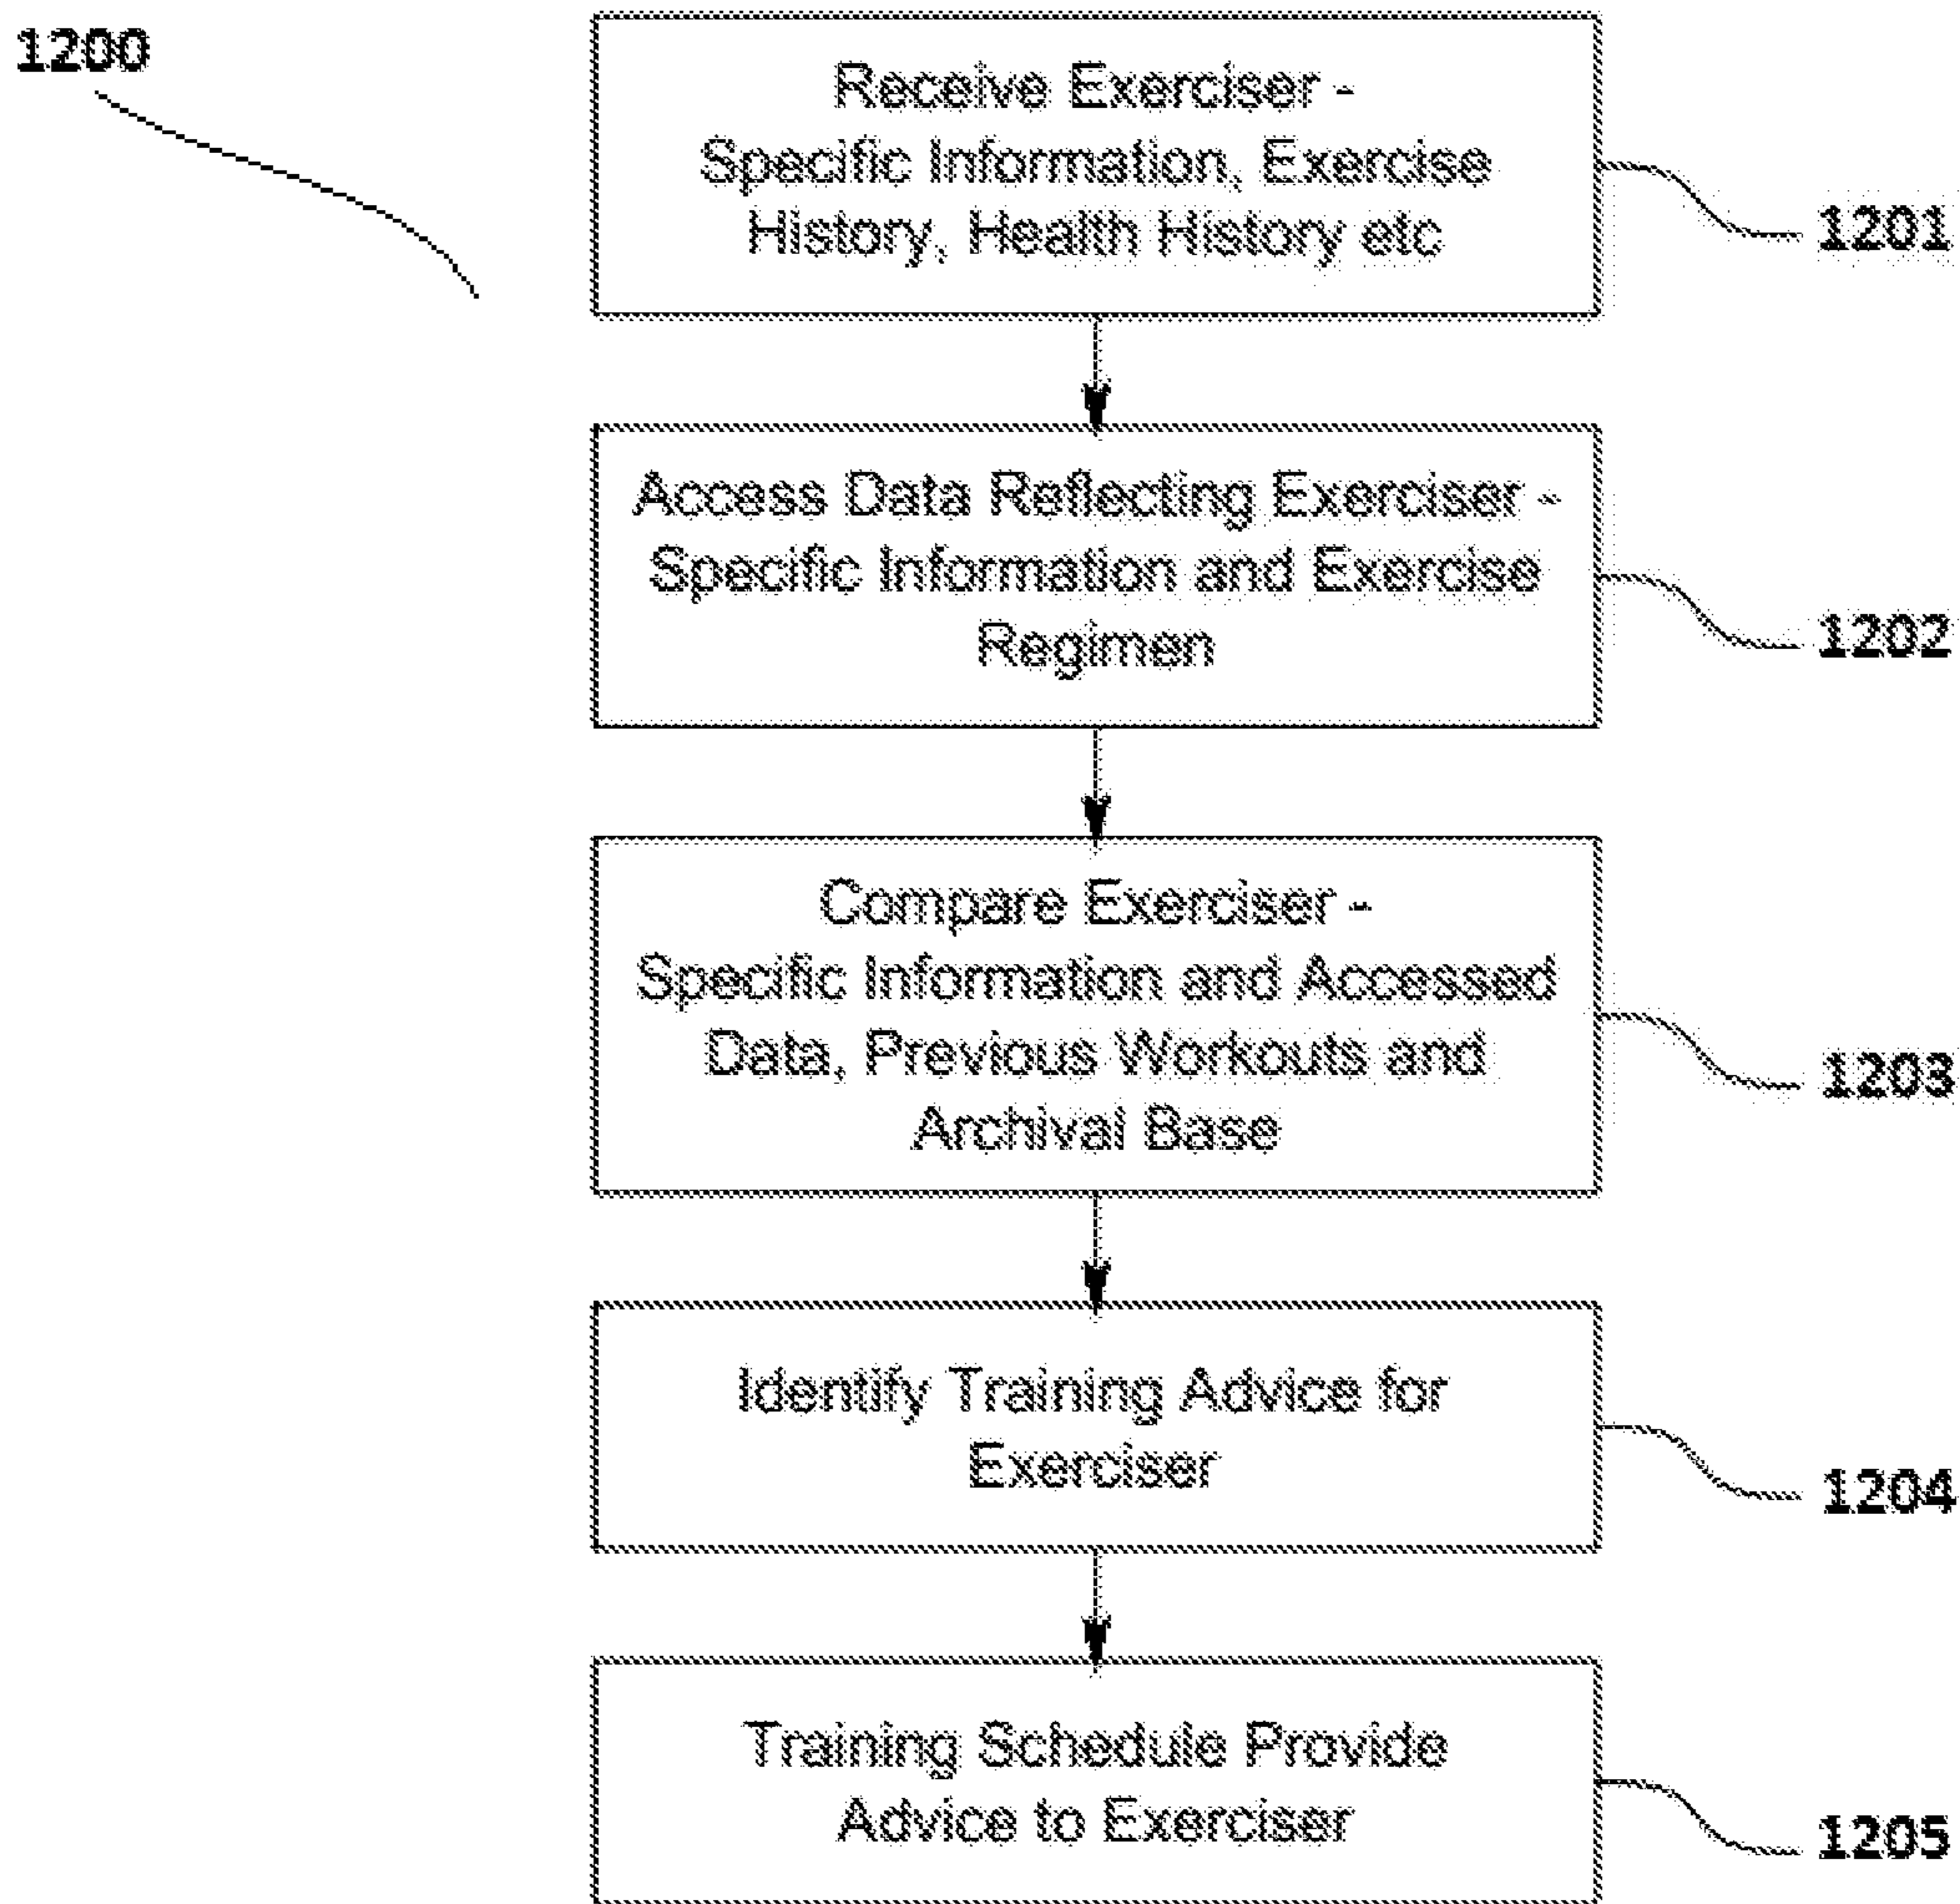 1200
Receive Exerciser -
Specific Information, Exercise
History, Health History etc
1201
Access Data Reflecting Exerciser -
Specific Information and Exercise
Regimen
1202
Compare Exerciser -
Specific Information and Accessed
Data, Previous Workouts and
Archival Base
1203
Identify Training Advice for
Exerciser
1204
Training Schedule Provide
Advice to Exerciser
1205